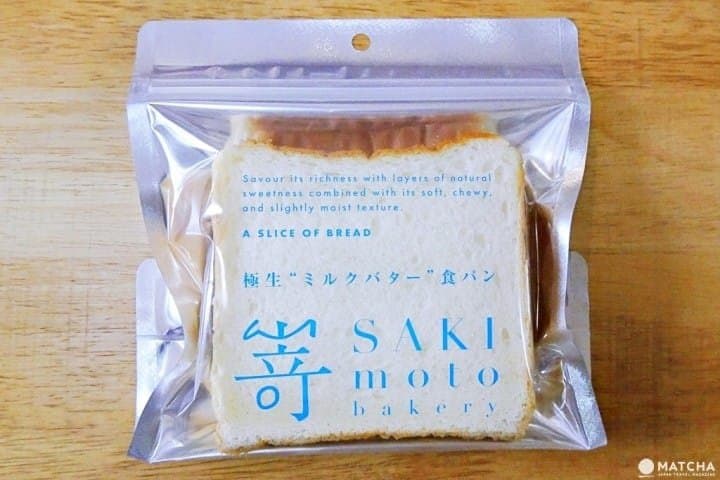 Savour its richness with layers of natural
sweetness combined with its soft, chewy,
and slightly moist texture.
A SLICE OF BREAD
極生“ミルクバター”食パン
嵜 SAKI
moto
bakery
MATCHA
JAPAN TRAVEL MAGAZINE